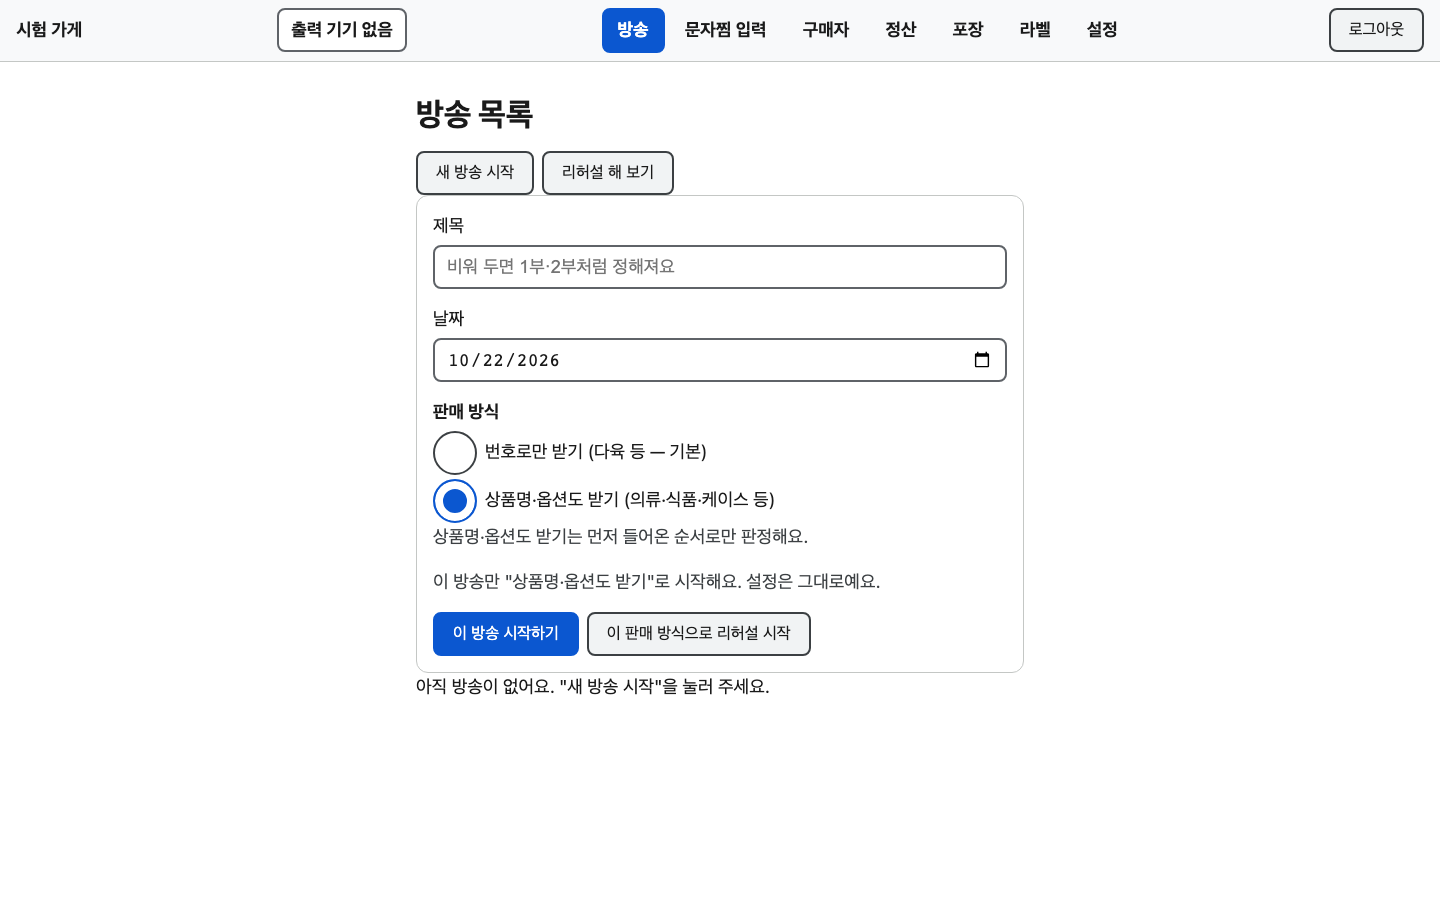 시험 가게
출력 기기 없음
방송
문자찜 입력
구매자
정산
포장
라벨
설정
로그아웃
방송 목록
새 방송 시작
리허설 해 보기
제목
비워 두면 1부·2부처럼 정해져요
날짜
10/22/2026
판매 방식
번호로만 받기 (다육 등 — 기본)
상품명·옵션도 받기 (의류·식품·케이스 등)
상품명·옵션도 받기는 먼저 들어온 순서로만 판정해요.
이 방송만 "상품명·옵션도 받기"로 시작해요. 설정은 그대로예요.
이 방송 시작하기
이 판매 방식으로 리허설 시작
아직 방송이 없어요. "새 방송 시작"을 눌러 주세요.